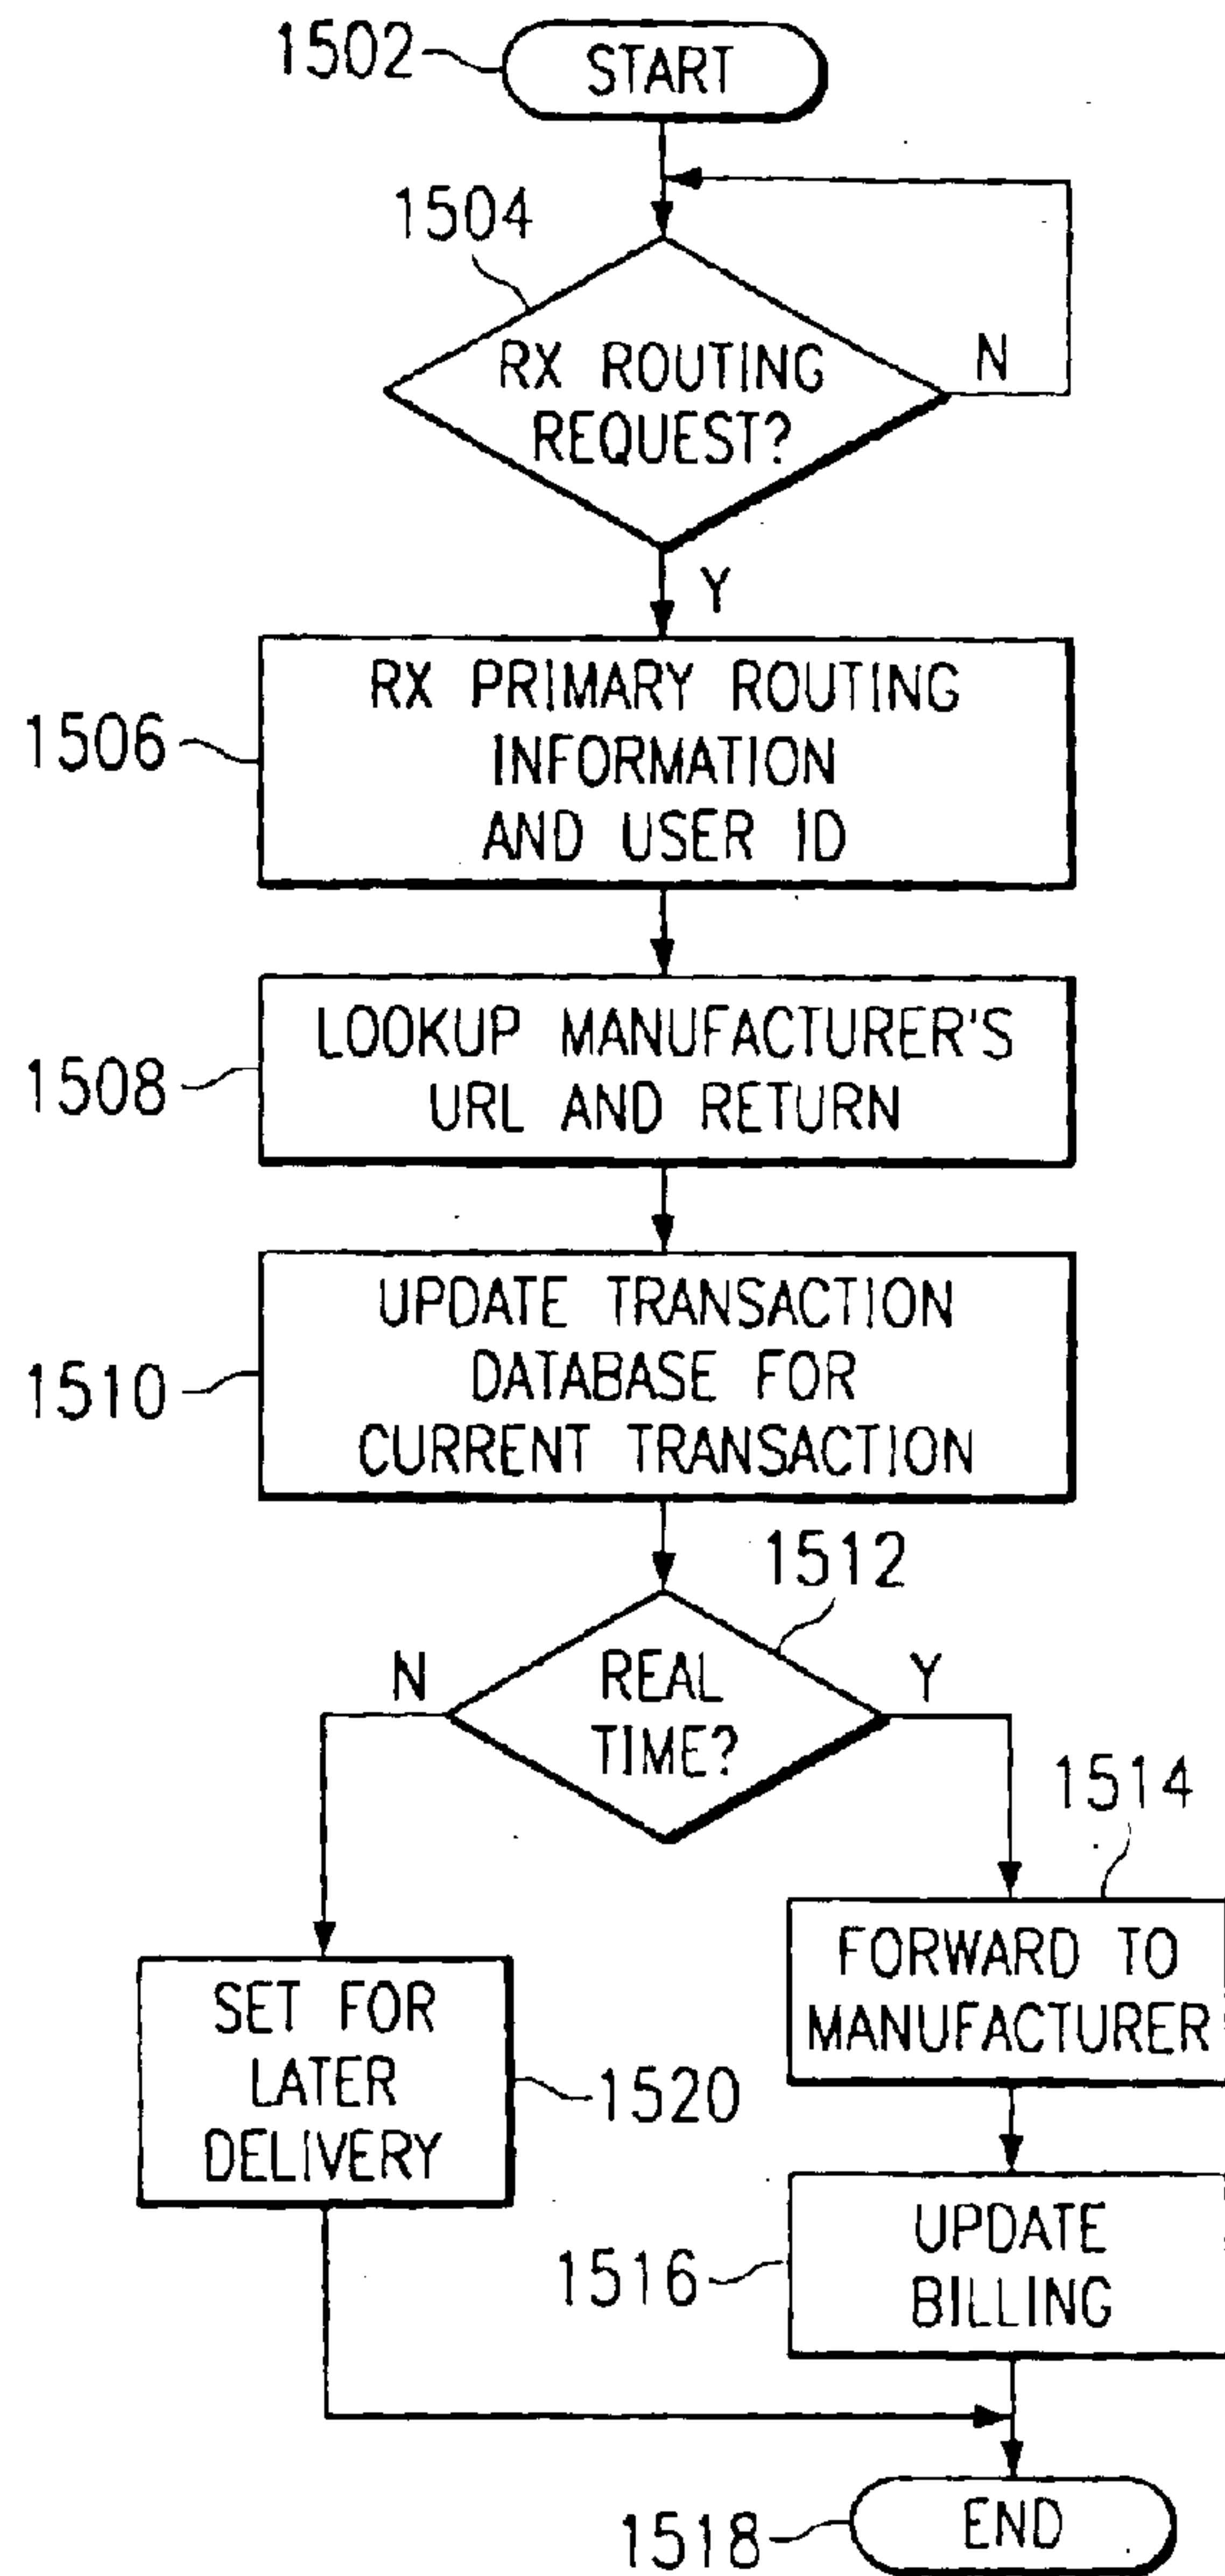 1502
START
1504
RX ROUTING
REQUEST?
N
Y
1506
RX PRIMARY ROUTING
INFORMATION
AND USER ID
1508
LOOKUP MANUFACTURER'S
URL AND RETURN
1510
UPDATE TRANSACTION
DATABASE FOR
CURRENT TRANSACTION
1512
N
REAL
TIME?
Y
1514
FORWARD TO
MANUFACTURER
SET FOR
LATER
DELIVERY
1520
1516
UPDATE
BILLING
1518
END